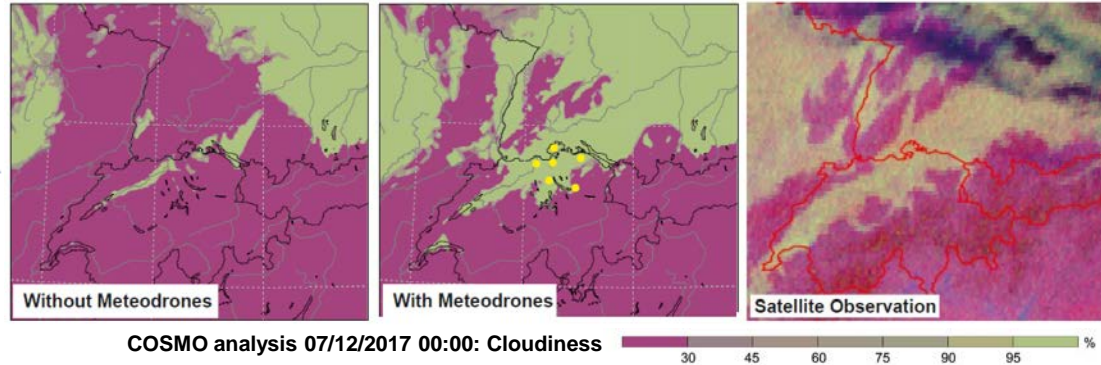 Without Meteodrones
With Meteodrones
Satellite Observation
COSMO analysis 07/12/2017 00:00: Cloudiness
%
30 45 60 75 90 95